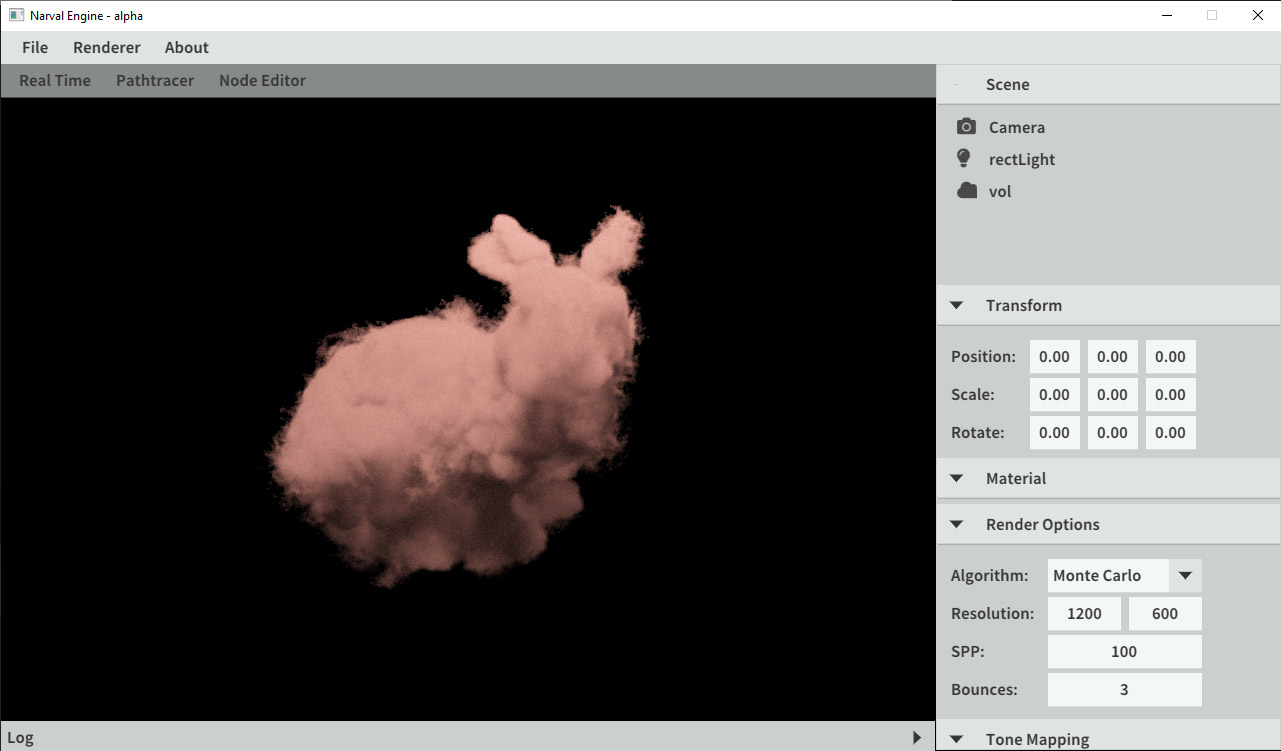 Narval Engine - alpha
File Renderer About
Real Time Pathtracer Node Editor
Scene
Camera
rectLight
vol
Transform
Position: 0.00 0.00 0.00
Scale: 0.00 0.00 0.00
Rotate: 0.00 0.00 0.00
Material
Render Options
Algorithm: Monte Carlo
Resolution: 1200 600
SPP: 100
Bounces: 3
Tone Mapping
Log